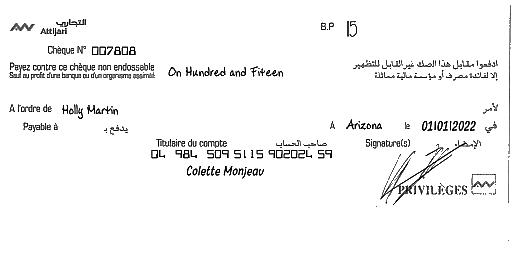 التجاري
Attijari
B.P 15
Chèque N° 007808
Payez contre ce chèque non endossable
Sauf au profit d'une banque ou d'un organisme assimilé
On Hundred and Fiteen
ادفعوا مقابل هذا الصك غير القابل للتظهير
إلا لفائدة مصرف أو مؤسسة مالية مماثلة
A l'ordre de Holly Martin لأمر
Payable à يدفع بـ A Arizona le 01/01/2022 في
Titulaire du compte صاحب الحساب Signature(s) الإمضاء
04 984 509 5115 902024 59
Colette Monjeau
PRIVILÈGES